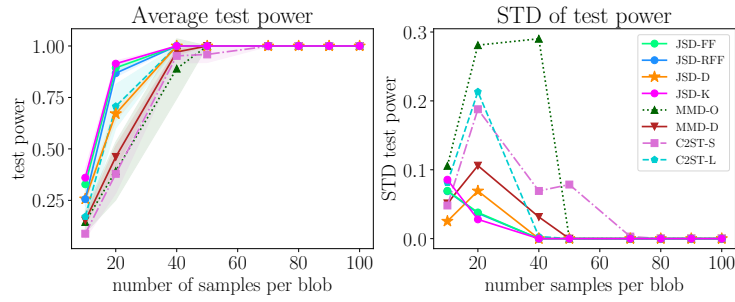 Average test power
1.00
0.75
0.50
0.25
test power
20 40 60 80 100
number of samples per blob
STD of test power
0.3
0.2
0.1
0.0
STD test power
20 40 60 80 100
number of samples per blob
JSD-FF
JSD-RFF
JSD-D
JSD-K
MMD-O
MMD-D
C2ST-S
C2ST-L